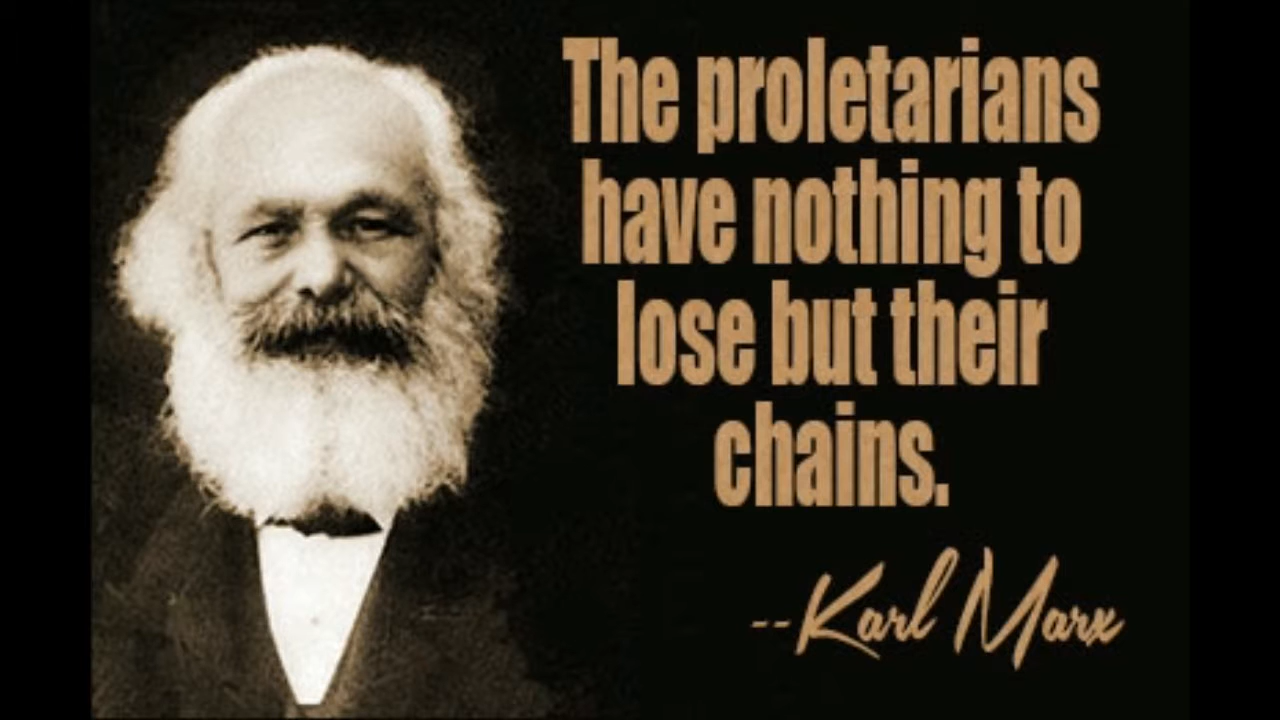 The proletarians
have nothing to
lose but their
chains.
--Karl Marx